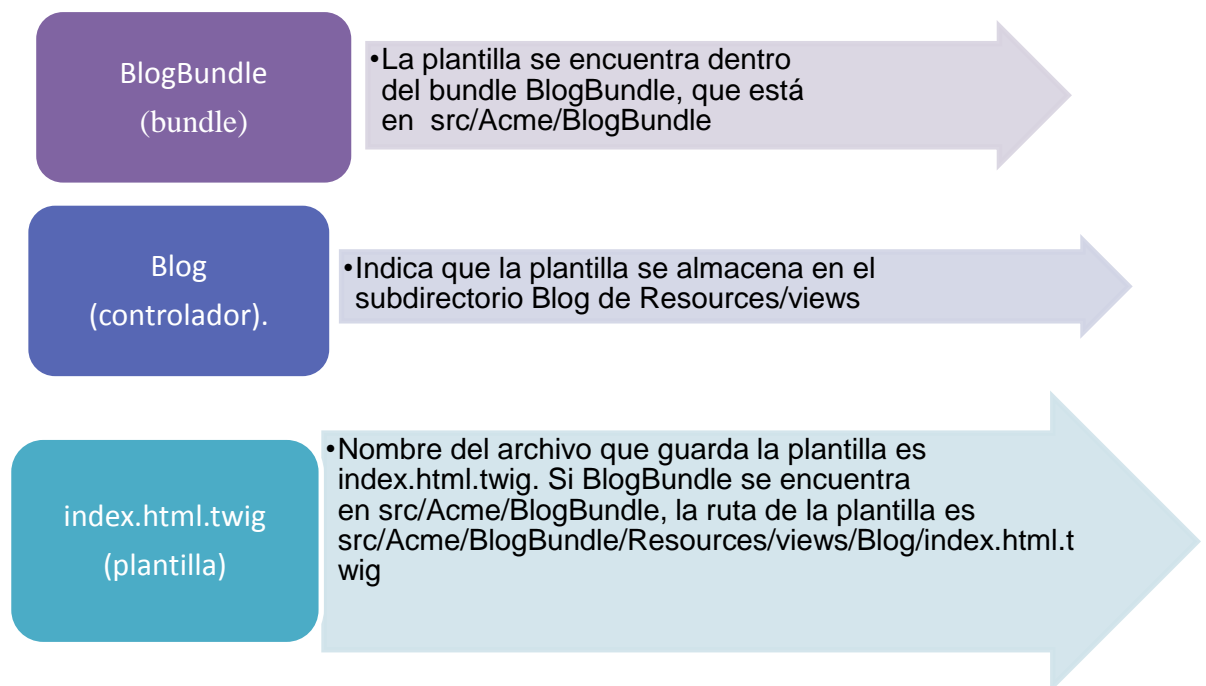 BlogBundle
(bundle)
•La plantilla se encuentra dentro
del bundle BlogBundle, que está
en src/Acme/BlogBundle
Blog
(controlador).
•Indica que la plantilla se almacena en el
subdirectorio Blog de Resources/views
index.html.twig
(plantilla)
•Nombre del archivo que guarda la plantilla es
index.html.twig. Si BlogBundle se encuentra
en src/Acme/BlogBundle, la ruta de la plantilla es
src/Acme/BlogBundle/Resources/views/Blog/index.html.t
wig